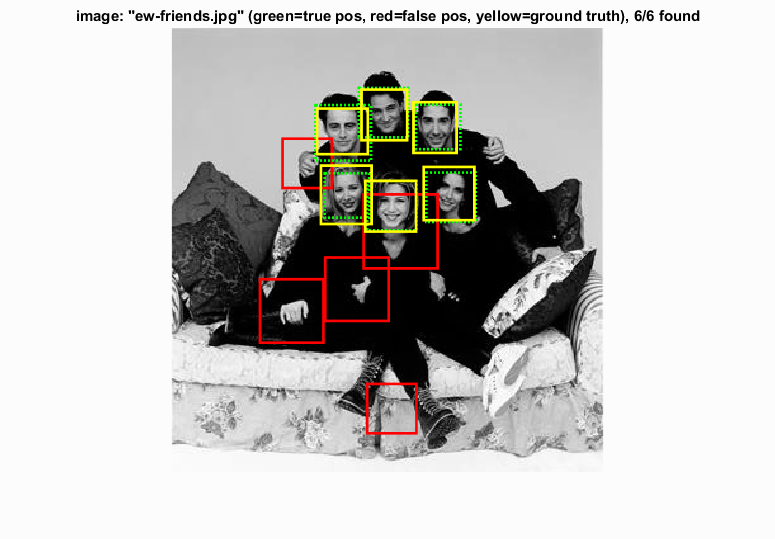 image: "ew-friends.jpg" (green=true pos, red=false pos, yellow=ground truth), 6/6 found